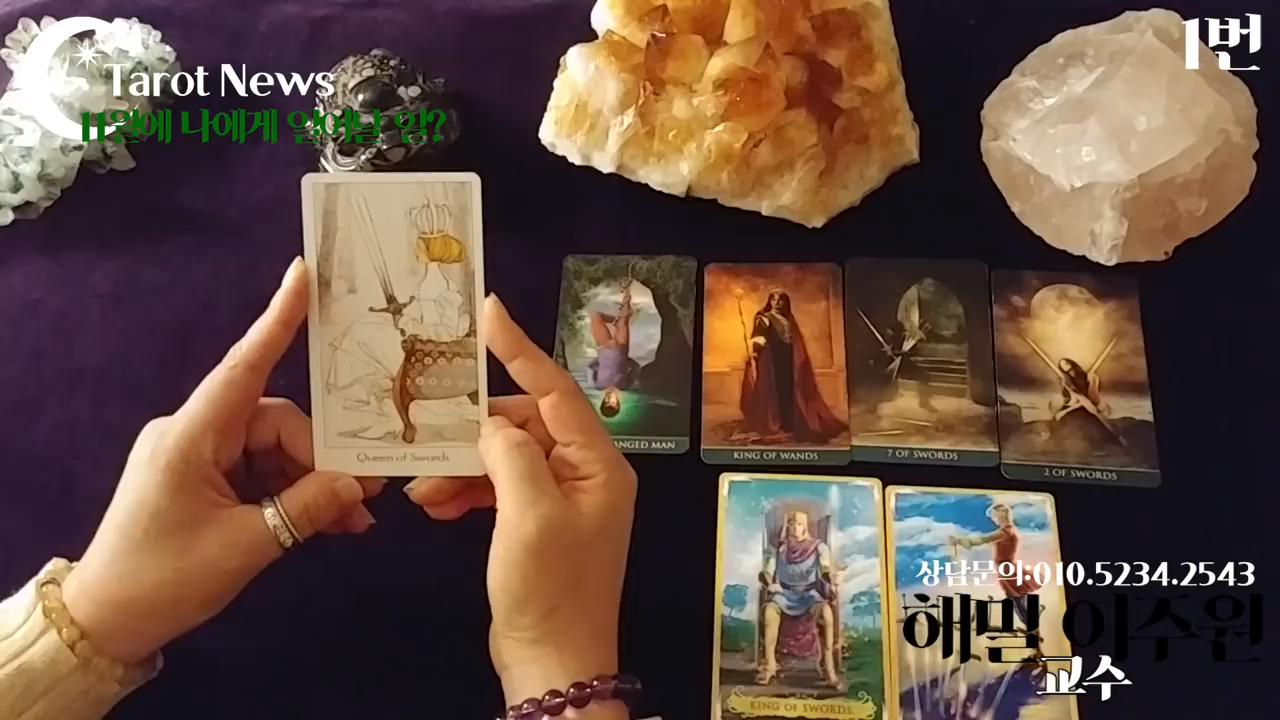 1번
Tarot News
11월에 나에게 일어날 일?
Queen of Swords
ANGED MAN
KING OF WANDS
7 OF SWORDS
2 OF SWORDS
상담문의:010.5234.2543
해밀 이주원
교수
KING OF SWORDS